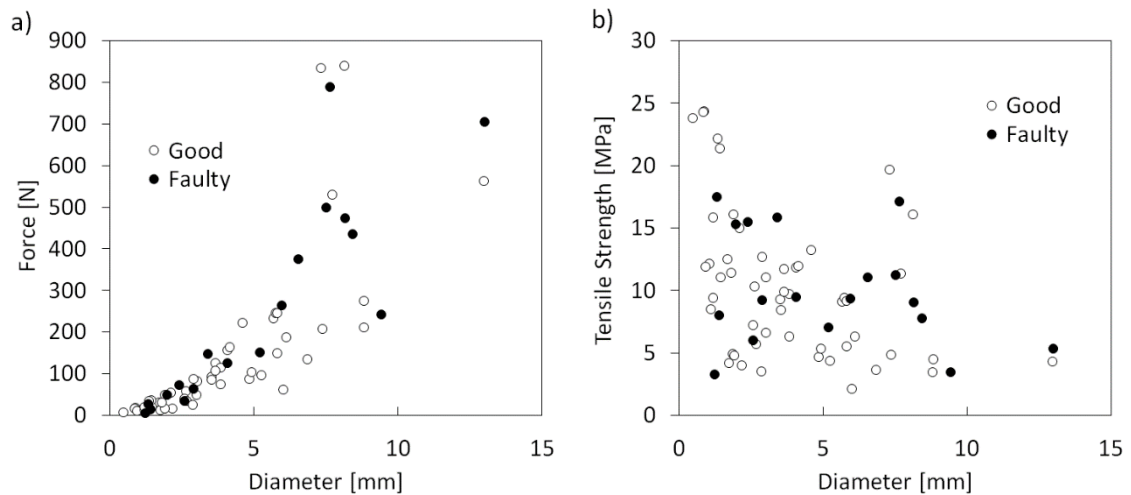 a)
900
800
700
600
500
400
300
200
100
0
Force [N]
Good
Faulty
0 5 10 15
Diameter [mm]
b)
30
25
20
15
10
5
0
Tensile Strength [MPa]
Good
Faulty
0 5 10 15
Diameter [mm]